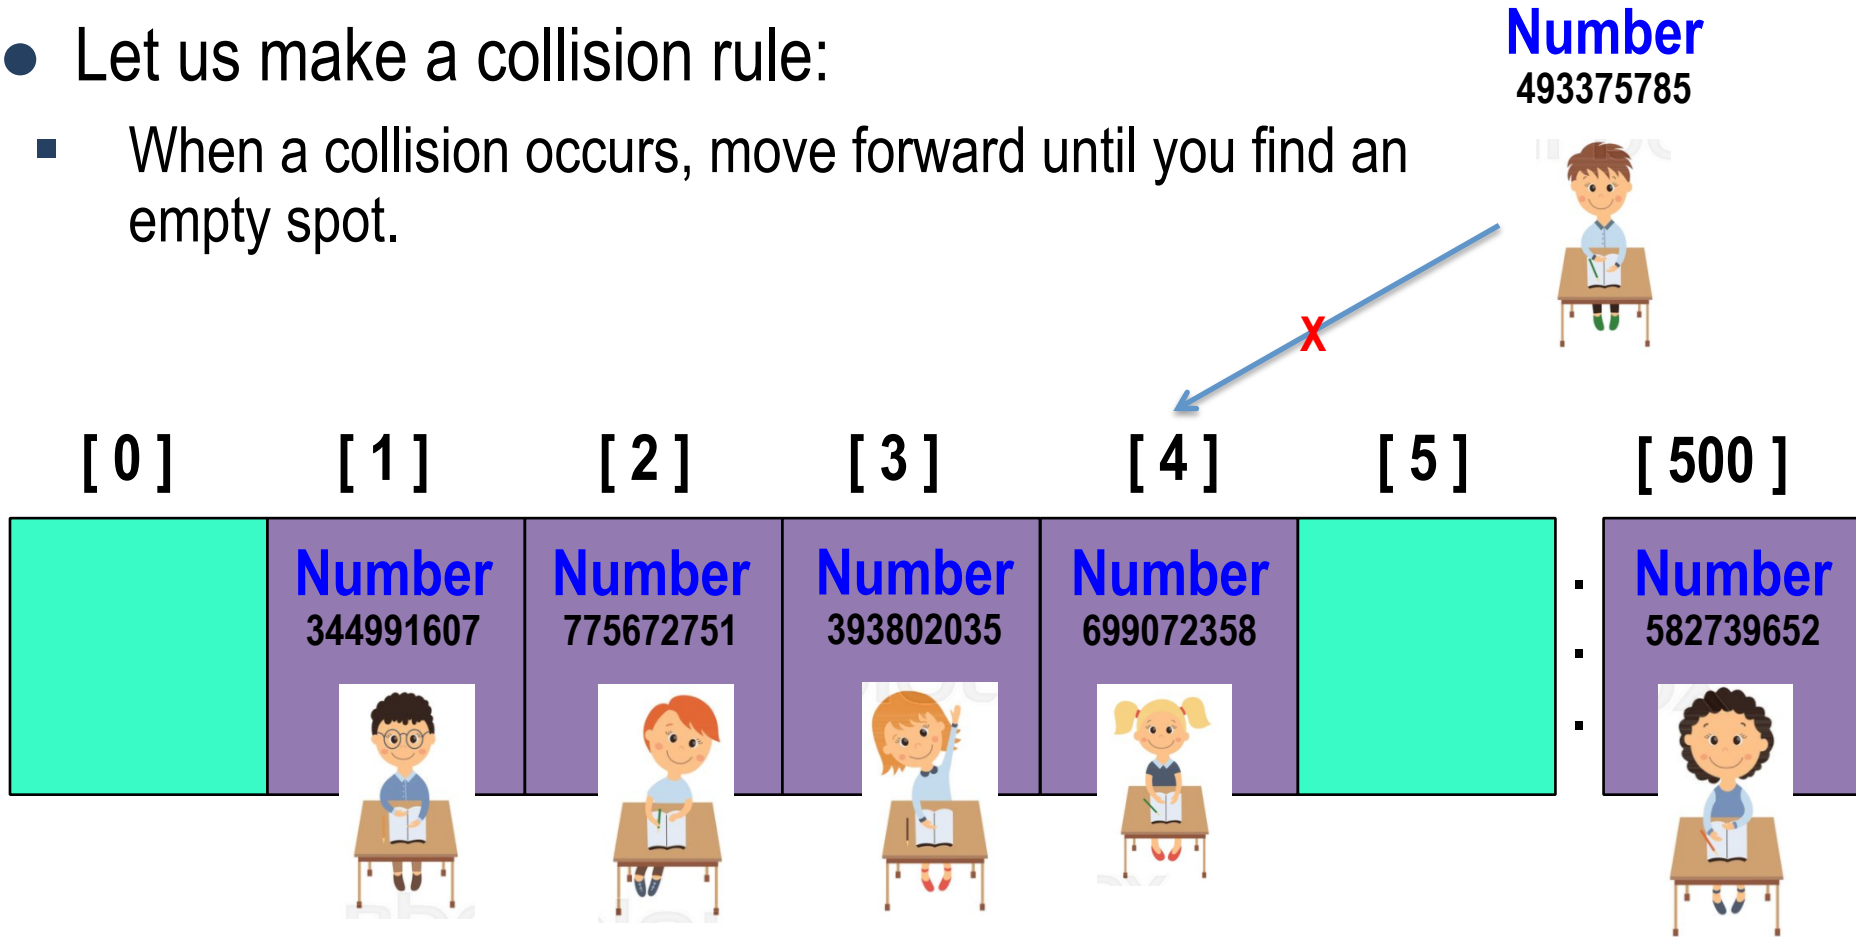 Let us make a collision rule:
When a collision occurs, move forward until you find an
empty spot.
Number
493375785
X
[ 0 ] [ 1 ] [ 2 ] [ 3 ] [ 4 ] [ 5 ] [ 500 ]
Number Number Number Number Number
344991607 775672751 393802035 699072358 582739652